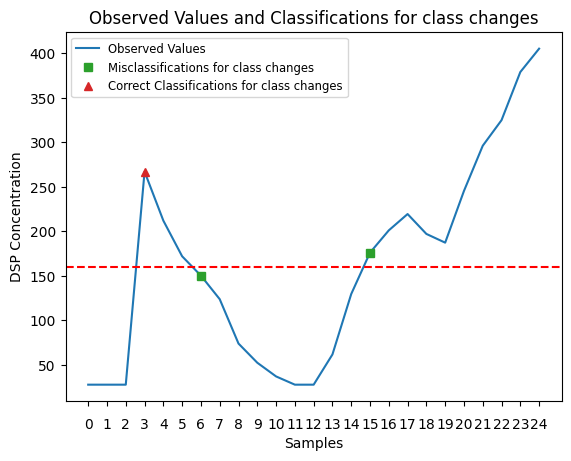 Observed Values and Classifications for class changes
Observed Values
Misclassifications for class changes
Correct Classifications for class changes
400
350
300
250
200
150
100
50
DSP Concentration
0 1 2 3 4 5 6 7 8 9 10 11 12 13 14 15 16 17 18 19 20 21 22 23 24
Samples